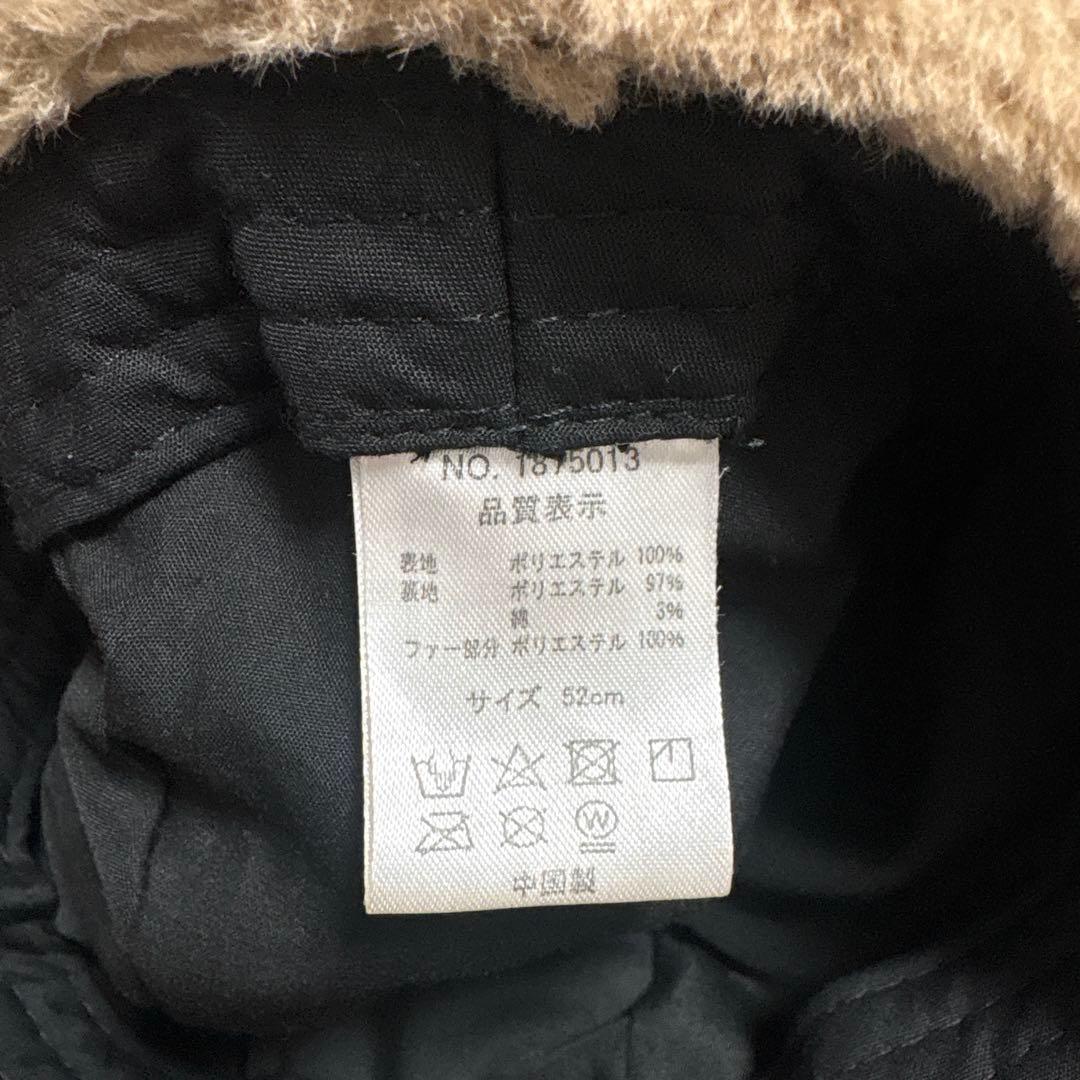 NO. 1875013
品質表示
表地 ポリエステル 100%
裏地 ポリエステル 97%
綿 3%
ファー部分 ポリエステル 100%
サイズ 52cm
W
中国製